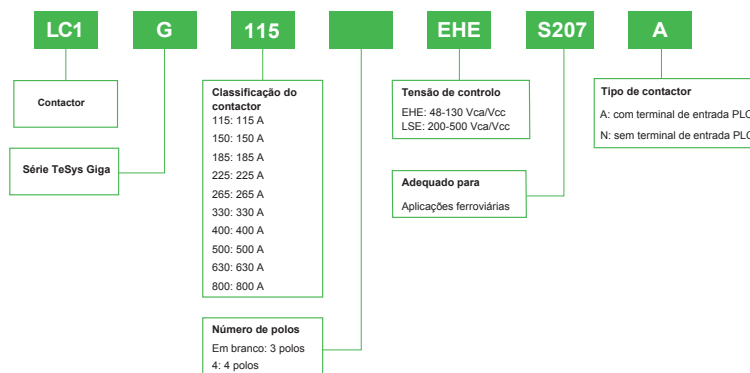 LC1 G 115 EHE S207 A
Contactor
Série TeSys Giga
Classificação do
contactor
115: 115 A
150: 150 A
185: 185 A
225: 225 A
265: 265 A
330: 330 A
400: 400 A
500: 500 A
630: 630 A
800: 800 A
Número de polos
Em branco: 3 polos
4: 4 polos
Tensão de controlo
EHE: 48-130 Vca/Vcc
LSE: 200-500 Vca/Vcc
Adequado para
Aplicações ferroviárias
Tipo de contactor
A: com terminal de entrada PLC
N: sem terminal de entrada PLC